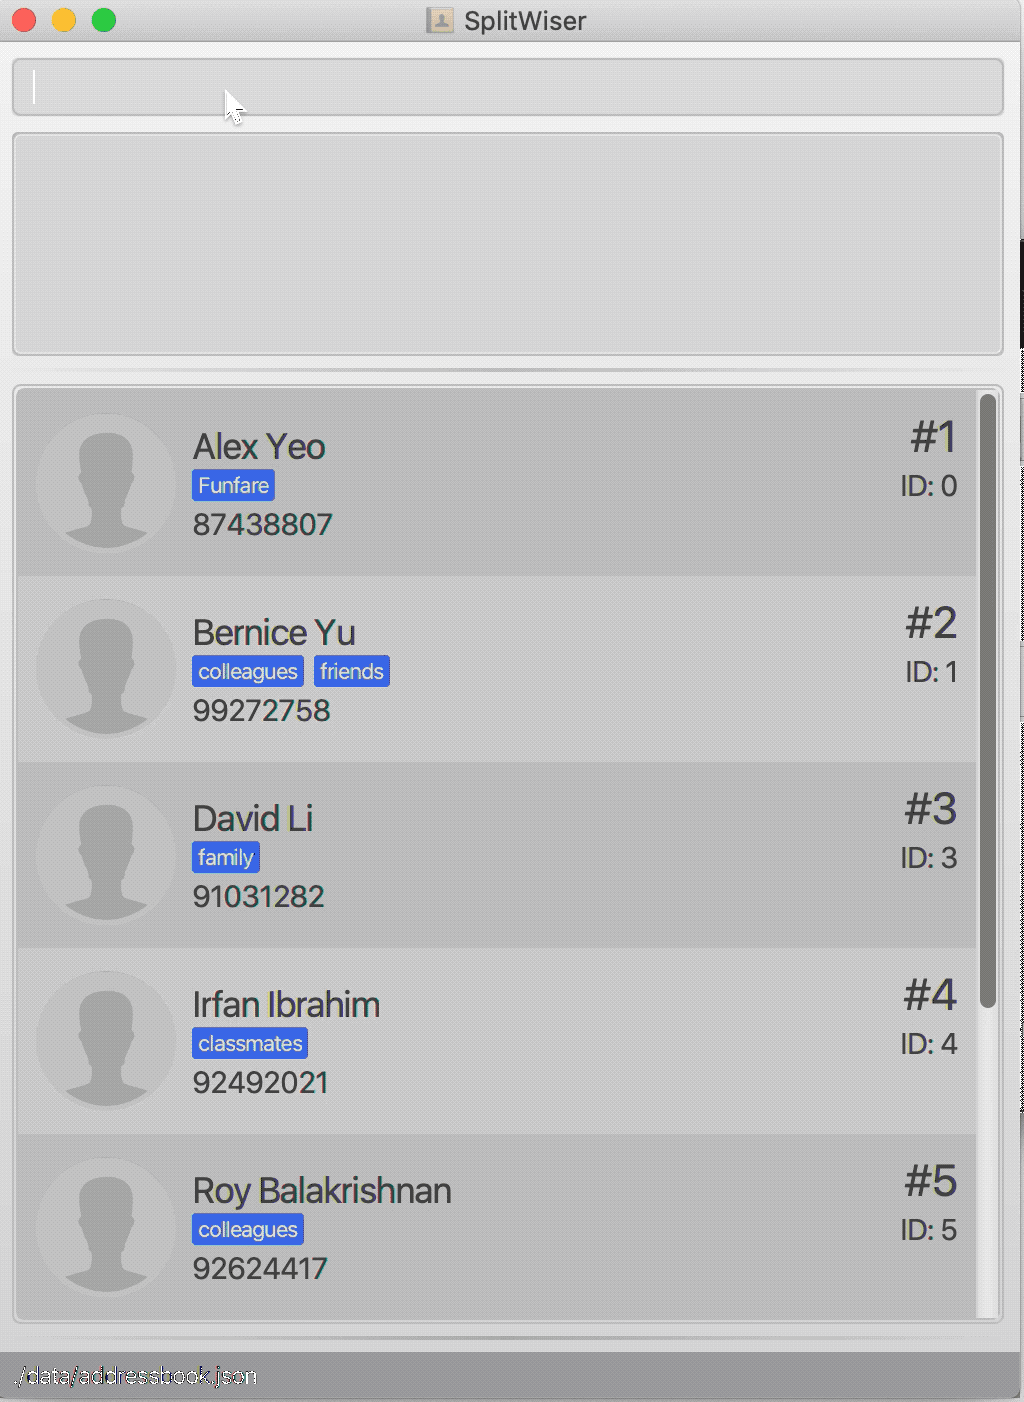 SplitWiser
Alex Yeo
#1
Funfare
ID: 0
87438807
Bernice Yu
#2
colleagues friends
ID: 1
99272758
David Li
#3
family
ID: 3
91031282
Irfan Ibrahim
#4
classmates
ID: 4
92492021
Roy Balakrishnan
#5
colleagues
ID: 5
92624417
./data/addressbook.json